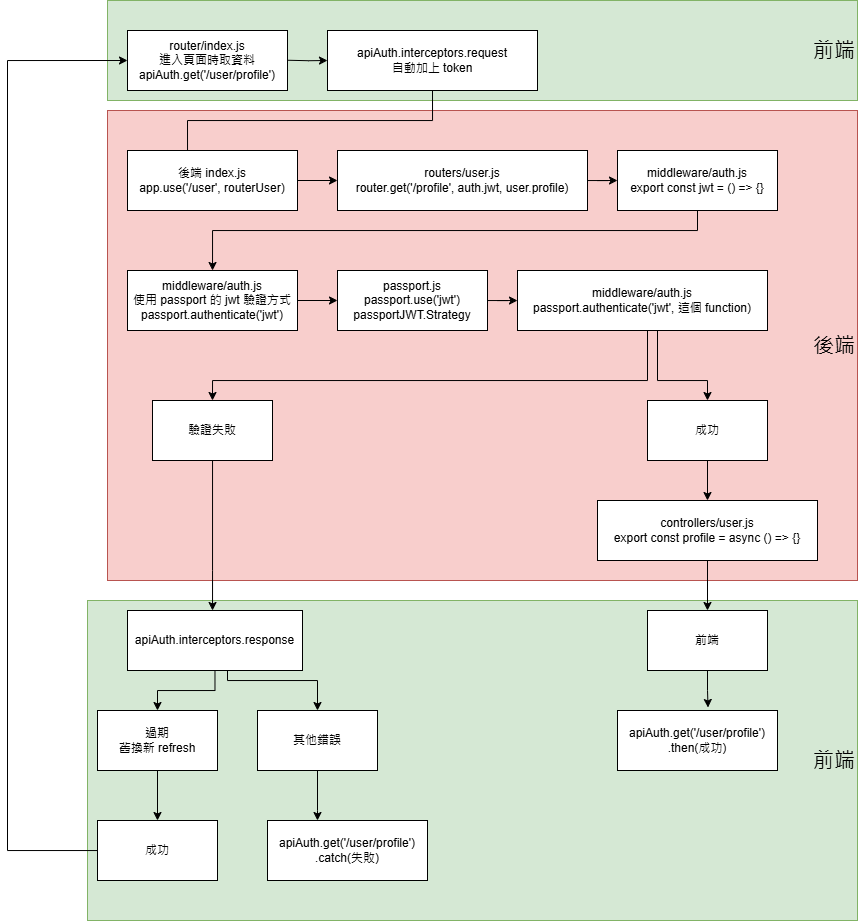 router/index.js
進入頁面時取資料
apiAuth.get('/user/profile')
apiAuth.interceptors.request
自動加上 token
前端
後端 index.js
app.use('/user', routerUser)
routers/user.js
router.get('/profile', auth.jwt, user.profile)
middleware/auth.js
export const jwt = () => {}
middleware/auth.js
使用 passport 的 jwt 驗證方式
passport.authenticate('jwt')
passport.js
passport.use('jwt')
passportJWT.Strategy
middleware/auth.js
passport.authenticate('jwt', 這個 function)
後端
驗證失敗
成功
controllers/user.js
export const profile = async () => {}
apiAuth.interceptors.response
前端
過期
舊換新 refresh
其他錯誤
apiAuth.get('/user/profile')
.then(成功)
前端
成功
apiAuth.get('/user/profile')
.catch(失敗)